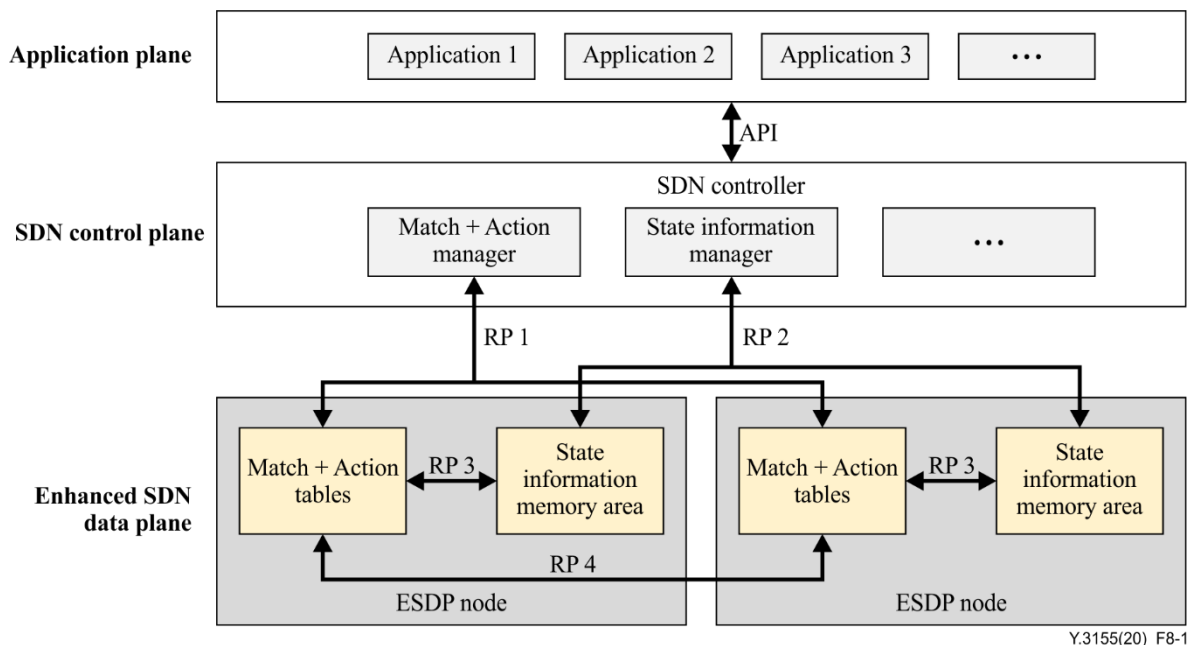 Application plane
Application 1
Application 2
Application 3
...
API
SDN control plane
SDN controller
Match + Action
manager
State information
manager
...
RP 1
RP 2
Enhanced SDN
data plane
Match + Action
tables
RP 3
State
information
memory area
Match + Action
tables
RP 3
State
information
memory area
RP 4
ESDP node
ESDP node
Y.3155(20)_F8-1